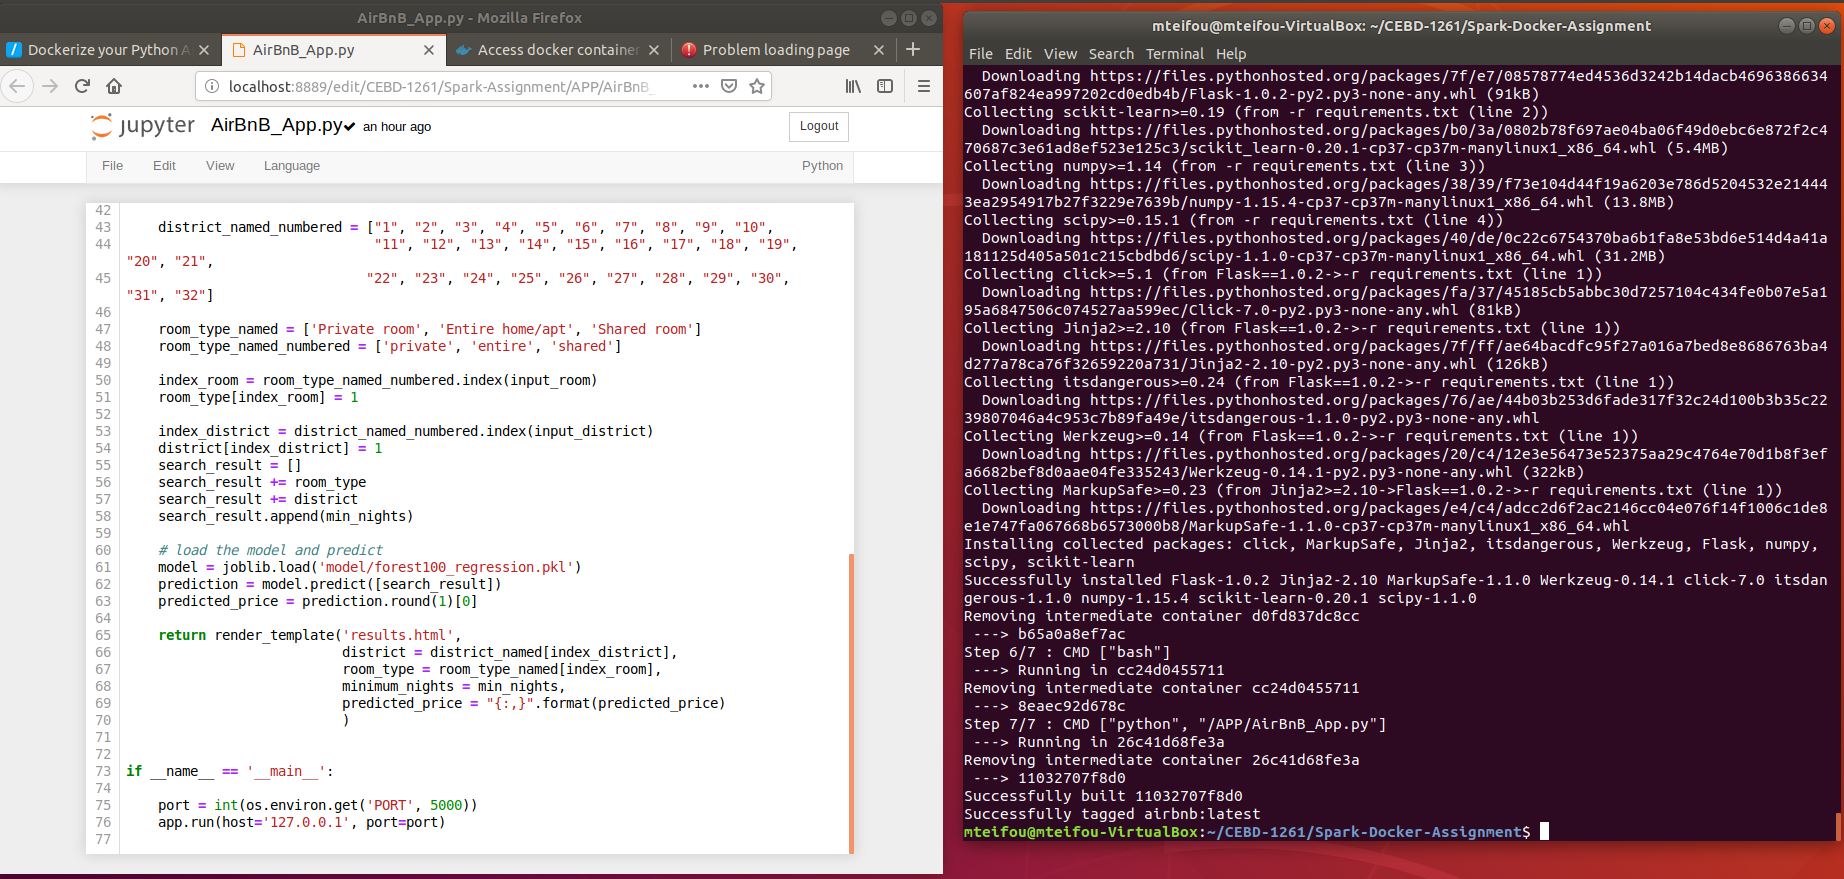 AirBnB_App.py - Mozilla Firefox
Dockerize your Python A
AirBnB_App.py
Access docker container
Problem loading page
localhost:8889/edit/CEBD-1261/Spark-Assignment/APP/AirBnB_
jupyter AirBnB_App.py✔ an hour ago
Logout
File Edit View Language
Python
42
43 district_named_numbered = ["1", "2", "3", "4", "5", "6", "7", "8", "9", "10",
44 "11", "12", "13", "14", "15", "16", "17", "18", "19",
"20", "21",
45 "22", "23", "24", "25", "26", "27", "28", "29", "30",
"31", "32"]
46
47 room_type_named = ['Private room', 'Entire home/apt', 'Shared room']
48 room_type_named_numbered = ['private', 'entire', 'shared']
49
50 index_room = room_type_named_numbered.index(input_room)
51 room_type[index_room] = 1
52
53 index_district = district_named_numbered.index(input_district)
54 district[index_district] = 1
55 search_result = []
56 search_result += room_type
57 search_result += district
58 search_result.append(min_nights)
59
60 # load the model and predict
61 model = joblib.load('model/forest100_regression.pkl')
62 prediction = model.predict([search_result])
63 predicted_price = prediction.round(1)[0]
64
65 return render_template('results.html',
66 district = district_named[index_district],
67 room_type = room_type_named[index_room],
68 minimum_nights = min_nights,
69 predicted_price = "{:,}".format(predicted_price)
70 )
71
72
73 if __name__ == '__main__':
74
75 port = int(os.environ.get('PORT', 5000))
76 app.run(host='127.0.0.1', port=port)
77
mteifou@mteifou-VirtualBox: ~/CEBD-1261/Spark-Docker-Assignment
File Edit View Search Terminal Help
Downloading https://files.pythonhosted.org/packages/7f/e7/08578774ed4536d3242b14dacb4696386634
607af824ea997202cd0edb4b/Flask-1.0.2-py2.py3-none-any.whl (91kB)
Collecting scikit-learn>=0.19 (from -r requirements.txt (line 2))
Downloading https://files.pythonhosted.org/packages/b0/3a/0802b78f697ae04ba06f49d0ebc6e872f2c4
70687c3e61ad8ef523e125c3/scikit_learn-0.20.1-cp37-cp37m-manylinux1_x86_64.whl (5.4MB)
Collecting numpy>=1.14 (from -r requirements.txt (line 3))
Downloading https://files.pythonhosted.org/packages/38/39/f73e104d44f19a6203e786d5204532e21444
3ea2954917b27f3229e7639b/numpy-1.15.4-cp37-cp37m-manylinux1_x86_64.whl (13.8MB)
Collecting scipy>=0.15.1 (from -r requirements.txt (line 4))
Downloading https://files.pythonhosted.org/packages/40/de/0c22c6754370ba6b1fa8e53bd6e514d4a41a
181125d405a501c215cbdbd6/scipy-1.1.0-cp37-cp37m-manylinux1_x86_64.whl (31.2MB)
Collecting click>=5.1 (from Flask==1.0.2->-r requirements.txt (line 1))
Downloading https://files.pythonhosted.org/packages/fa/37/45185cb5abbc30d7257104c434fe0b07e5a1
95a6847506c074527aa599ec/Click-7.0-py2.py3-none-any.whl (81kB)
Collecting Jinja2>=2.10 (from Flask==1.0.2->-r requirements.txt (line 1))
Downloading https://files.pythonhosted.org/packages/7f/ff/ae64bacdfc95f27a016a7bed8e8686763ba4
d277a78ca76f32659220a731/Jinja2-2.10-py2.py3-none-any.whl (126kB)
Collecting itsdangerous>=0.24 (from Flask==1.0.2->-r requirements.txt (line 1))
Downloading https://files.pythonhosted.org/packages/76/ae/44b03b253d6fade317f32c24d100b3b35c22
39807046a4c953c7b89fa49e/itsdangerous-1.1.0-py2.py3-none-any.whl
Collecting Werkzeug>=0.14 (from Flask==1.0.2->-r requirements.txt (line 1))
Downloading https://files.pythonhosted.org/packages/20/c4/12e3e56473e52375aa29c4764e70d1b8f3ef
a6682bef8d0aae04fe335243/Werkzeug-0.14.1-py2.py3-none-any.whl (322kB)
Collecting MarkupSafe>=0.23 (from Jinja2>=2.10->Flask==1.0.2->-r requirements.txt (line 1))
Downloading https://files.pythonhosted.org/packages/e4/c4/adcc2d6f2ac2146cc04e076f14f1006c1de8
e1e747fa067668b6573000b8/MarkupSafe-1.1.0-cp37-cp37m-manylinux1_x86_64.whl
Installing collected packages: click, MarkupSafe, Jinja2, itsdangerous, Werkzeug, Flask, numpy,
scipy, scikit-learn
Successfully installed Flask-1.0.2 Jinja2-2.10 MarkupSafe-1.1.0 Werkzeug-0.14.1 click-7.0 itsdan
gerous-1.1.0 numpy-1.15.4 scikit-learn-0.20.1 scipy-1.1.0
Removing intermediate container d0fd837dc8cc
---> b65a0a8ef7ac
Step 6/7 : CMD ["bash"]
---> Running in cc24d0455711
Removing intermediate container cc24d0455711
---> 8eaec92d678c
Step 7/7 : CMD ["python", "/APP/AirBnB_App.py"]
---> Running in 26c41d68fe3a
Removing intermediate container 26c41d68fe3a
---> 11032707f8d0
Successfully built 11032707f8d0
Successfully tagged airbnb:latest
mteifou@mteifou-VirtualBox:~/CEBD-1261/Spark-Docker-Assignment$